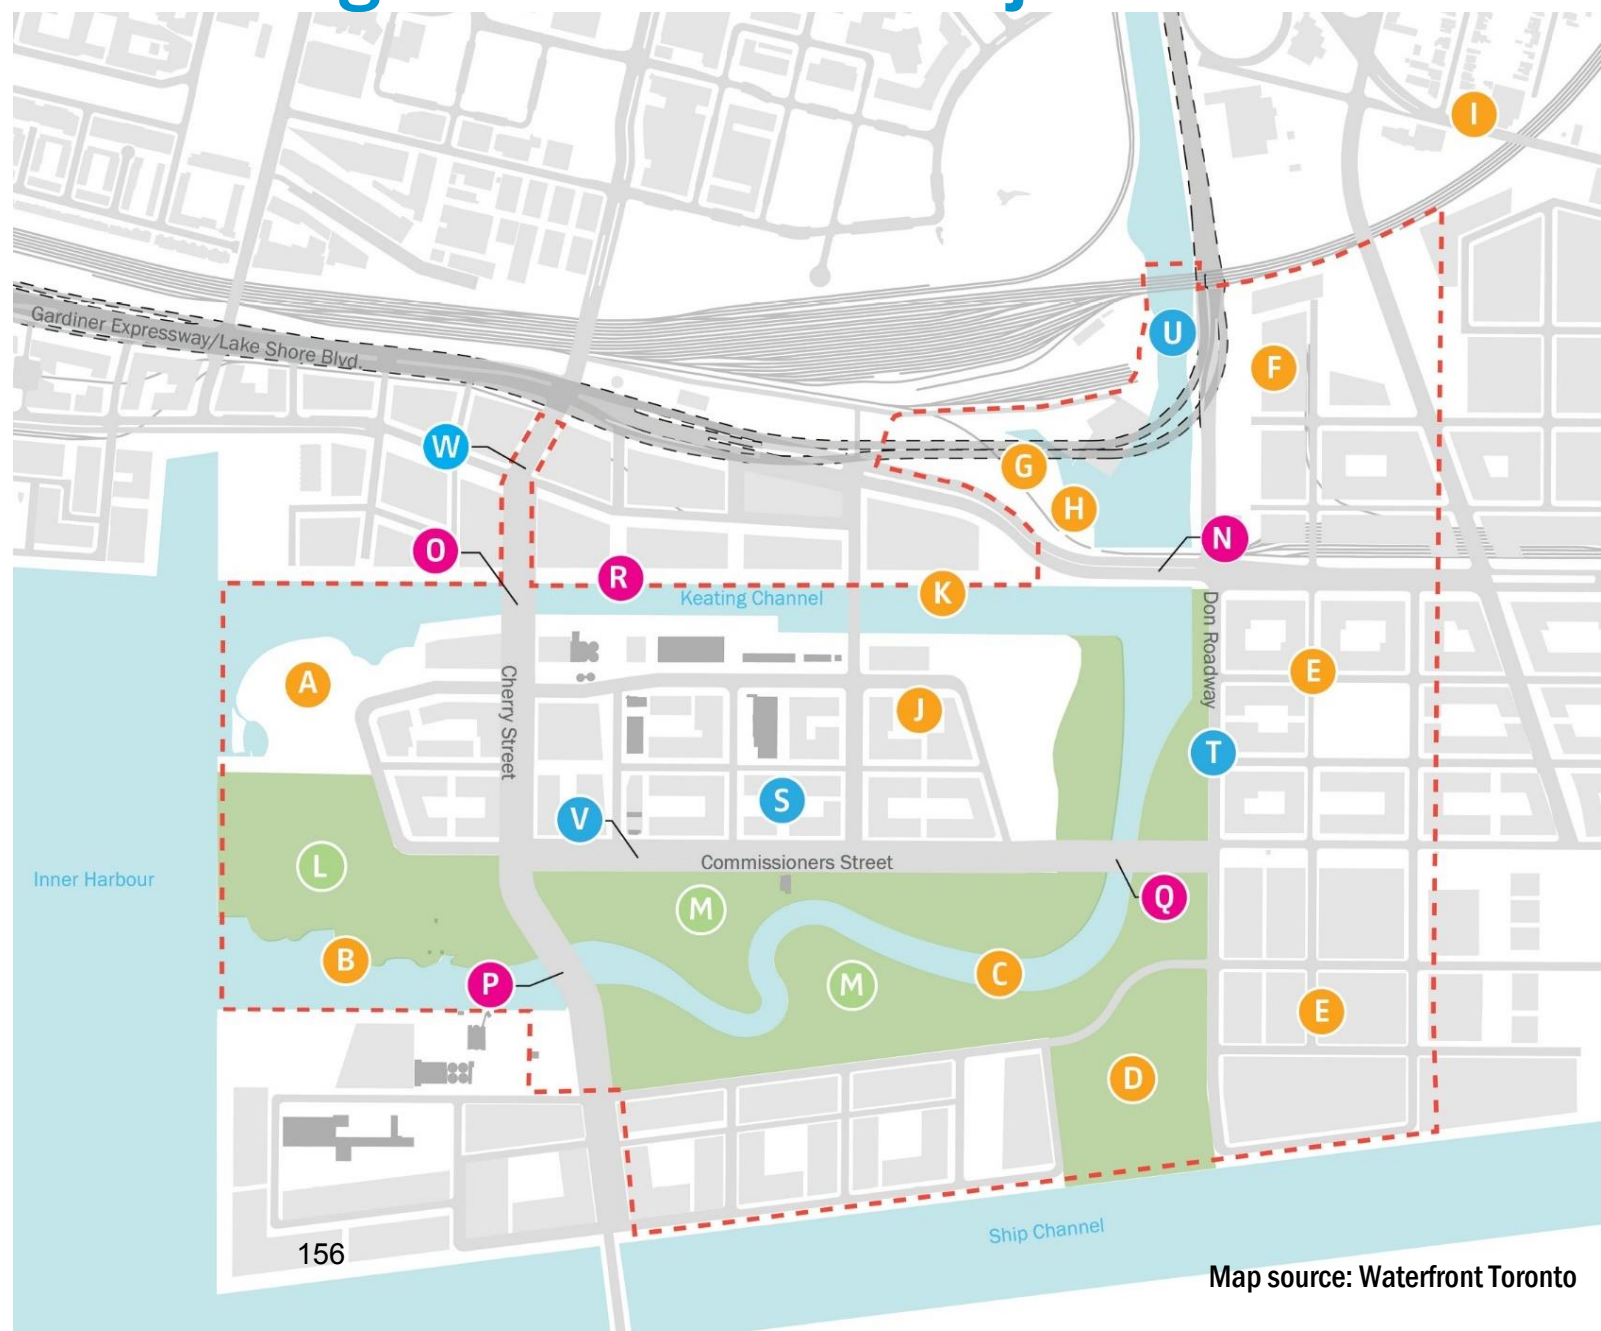 I
U
F
Gardiner Expressway/Lake Shore Blvd.
W
G
H
O
N
R
K
Keating Channel
Don Roadway
E
A
Cherry Street
J
T
S
V
Commissioners Street
L
Inner Harbour
M
Q
B
C
P
M
E
D
Ship Channel
156
Map source: Waterfront Toronto